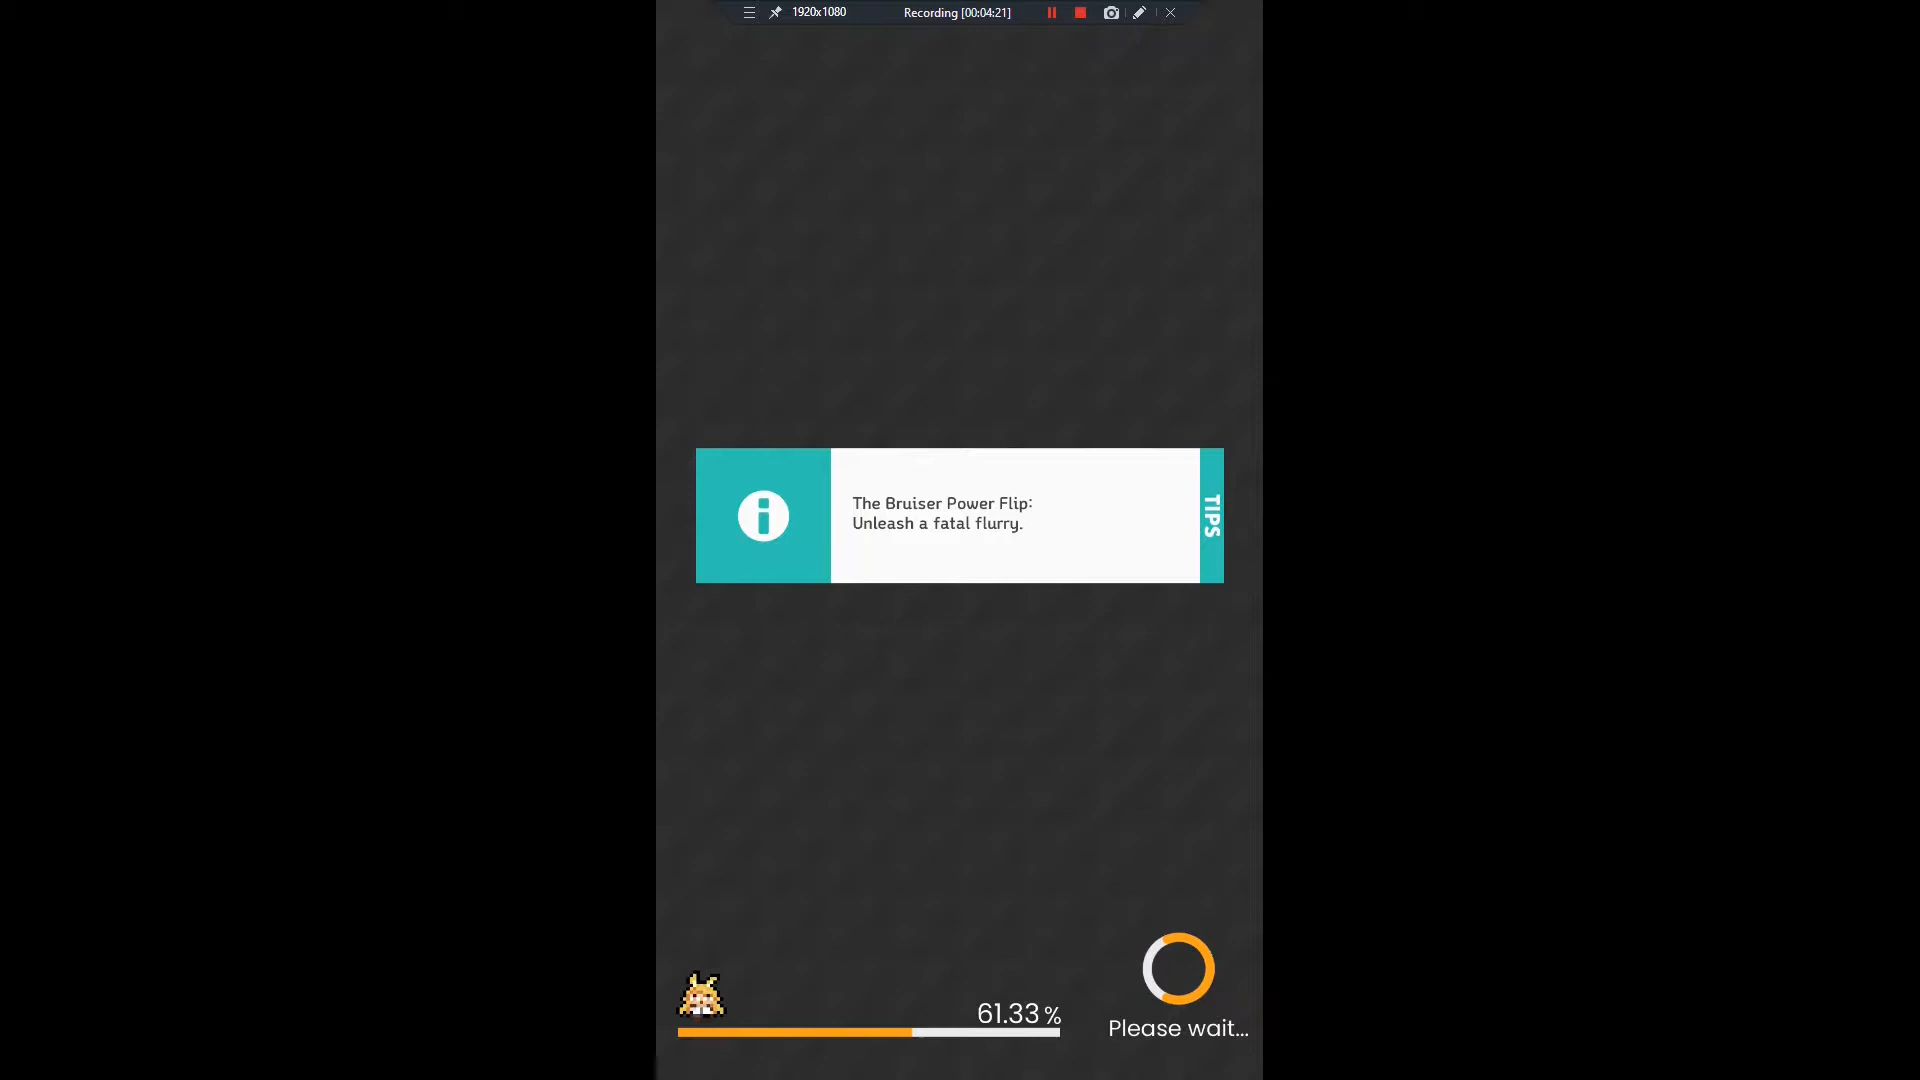 1920x1080
Recording [00:04:21]
The Bruiser Power Flip:
Unleash a fatal flurry.
TIPS
61.33 %
Please wait...